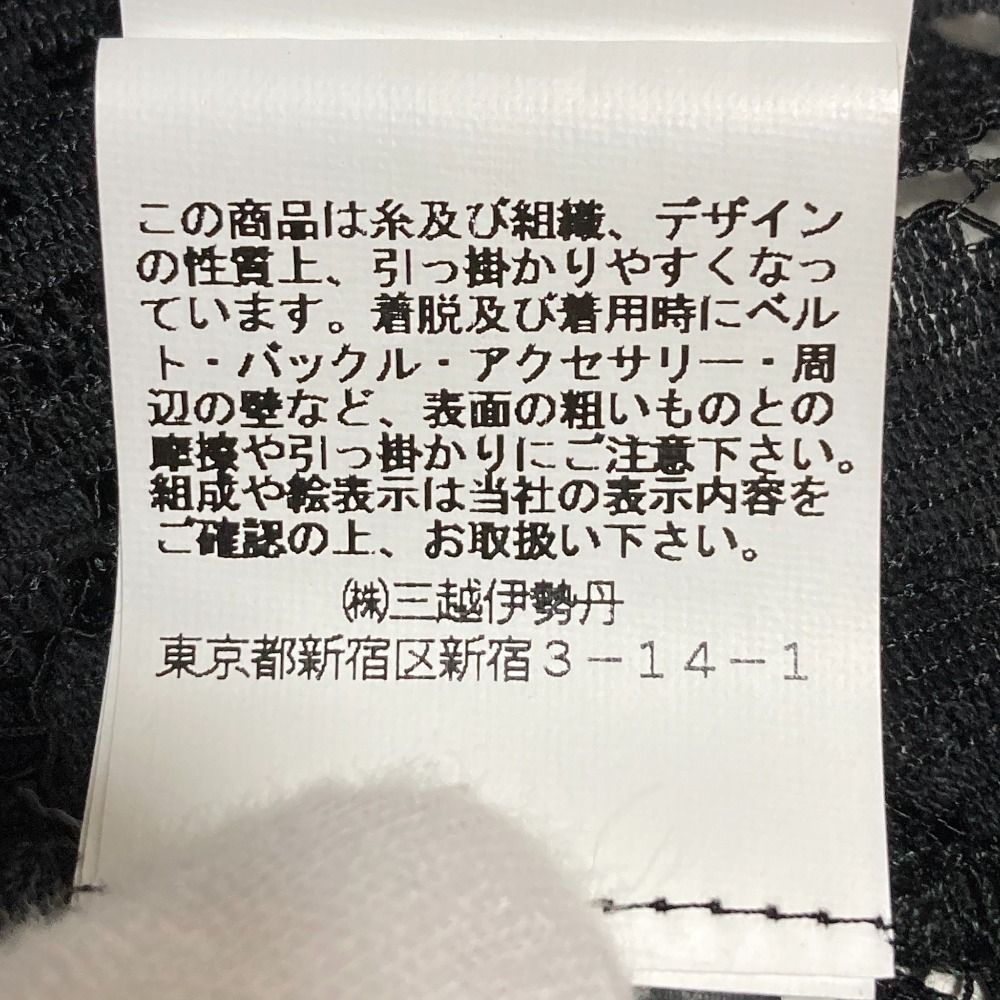 この商品は糸及び組織、デザイン
の性質上、引っ掛かりやすくなっ
ています。着脱及び着用時にベル
ト・バックル・アクセサリー・周
辺の壁など、表面の粗いものとの
摩擦や引っ掛かりにご注意下さい。
組成や絵表示は当社の表示内容を
ご確認の上、お取扱い下さい。
㈱三越伊勢丹
東京都新宿区新宿3−14−1